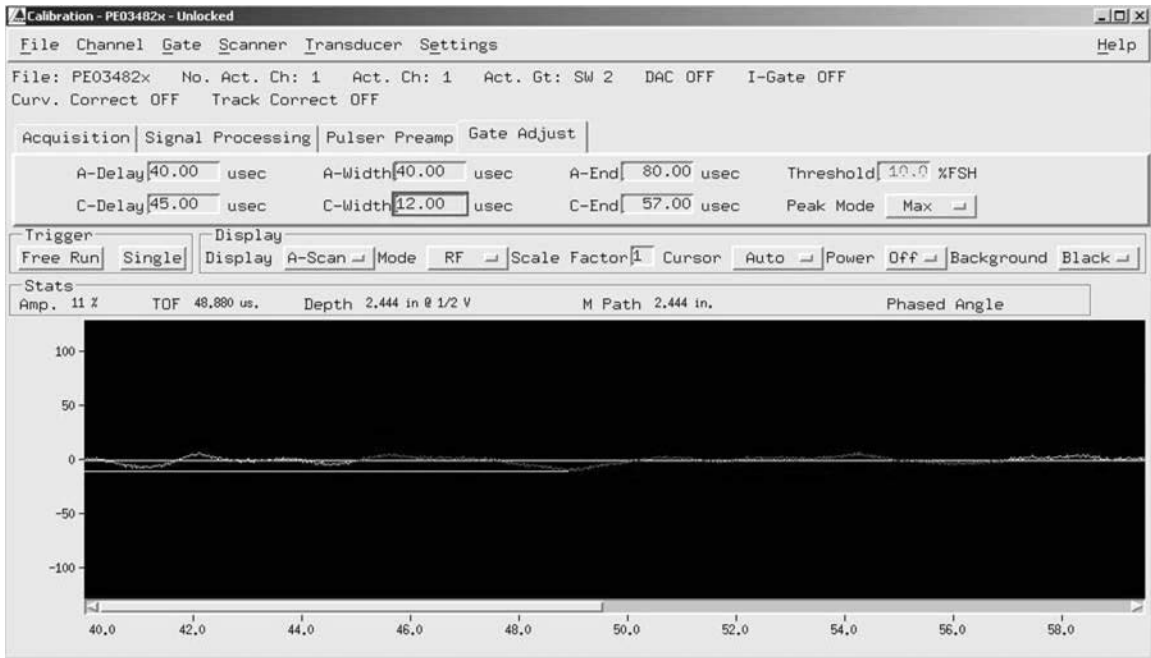 Calibration - PE03482x - Unlocked
File Channel Gate Scanner Transducer Settings Help
File: PE03482x No. Act. Ch: 1 Act. Ch: 1 Act. Gt: SW 2 DAC OFF I-Gate OFF
Curv. Correct OFF Track Correct OFF
Acquisition Signal Processing Pulser Preamp Gate Adjust
A-Delay 40.00 usec A-Width 40.00 usec A-End 80.00 usec Threshold 10.0 %FSH
C-Delay 45.00 usec C-Width 12.00 usec C-End 57.00 usec Peak Mode Max
Trigger Display
Free Run Single Display A-Scan Mode RF Scale Factor 1 Cursor Auto Power Off Background Black
Stats
Amp. 11 % TOF 48.880 us. Depth 2.444 in @ 1/2 V M Path 2.444 in. Phased Angle
100
50
0
-50
-100
40.0 42.0 44.0 46.0 48.0 50.0 52.0 54.0 56.0 58.0